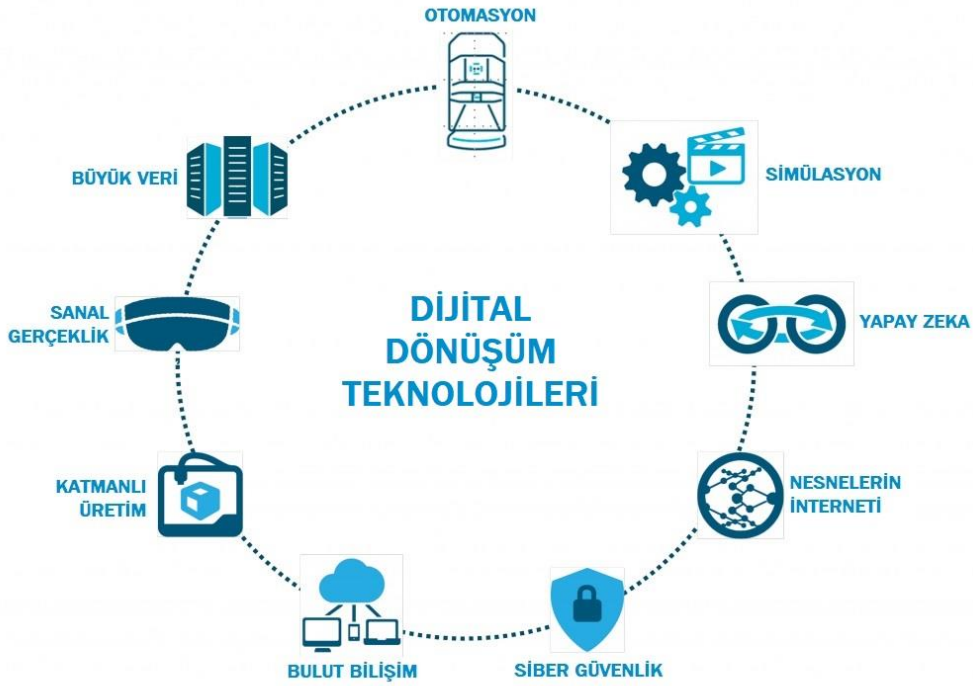 OTOMASYON
BÜYÜK VERİ
SİMÜLASYON
SANAL
GERÇEKLİK
DİJİTAL
DÖNÜŞÜM
TEKNOLOJİLERİ
YAPAY ZEKA
KATMANLI
ÜRETİM
NESNELERİN
İNTERNETİ
BULUT BİLİŞİM
SİBER GÜVENLİK